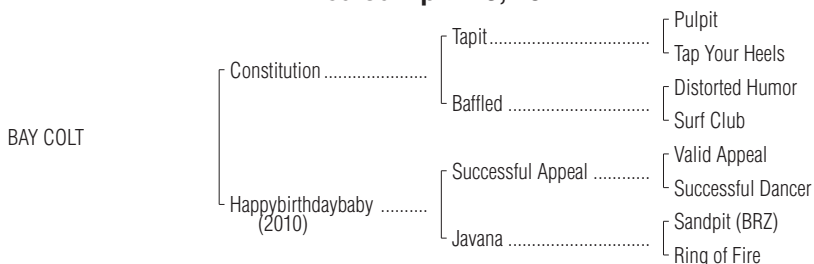 Pulpit
Tapit
Tap Your Heels
Constitution
Distorted Humor
Baffled
Surf Club
BAY COLT
Valid Appeal
Successful Appeal
Successful Dancer
Happybirthdaybaby
(2010)
Sandpit (BRZ)
Javana
Ring of Fire